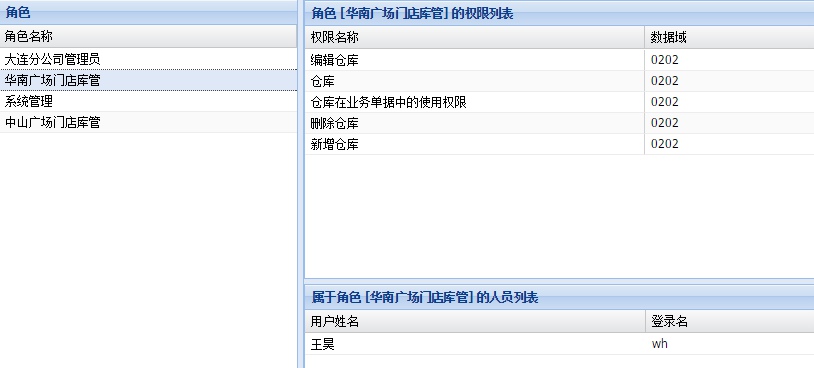 角色
角色名称
大连分公司管理员
华南广场门店库管
系统管理
中山广场门店库管
角色 [华南广场门店库管] 的权限列表
权限名称 数据域
编辑仓库 0202
仓库 0202
仓库在业务单据中的使用权限 0202
删除仓库 0202
新增仓库 0202
属于角色 [华南广场门店库管] 的人员列表
用户姓名 登录名
王昊 wh